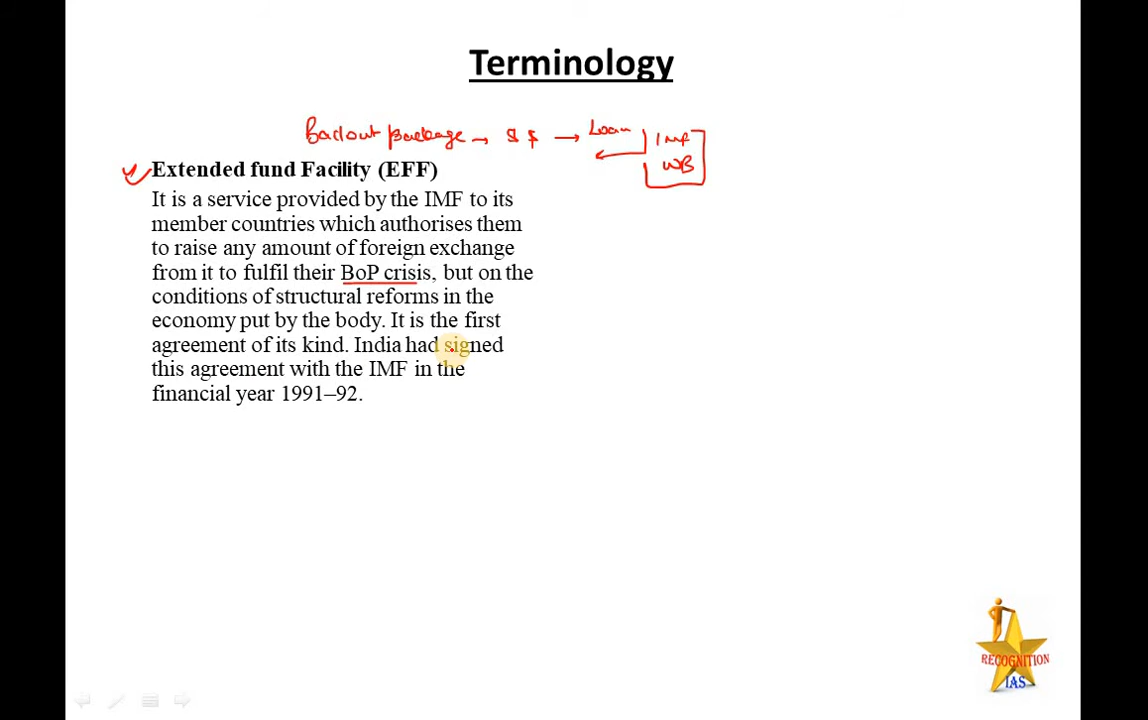 Terminology
Bailout package → $ $ → Loan IMF
WB
Extended fund Facility (EFF)
It is a service provided by the IMF to its
member countries which authorises them
to raise any amount of foreign exchange
from it to fulfil their BoP crisis, but on the
conditions of structural reforms in the
economy put by the body. It is the first
agreement of its kind. India had signed
this agreement with the IMF in the
financial year 1991–92.
RECOGNITION
IAS